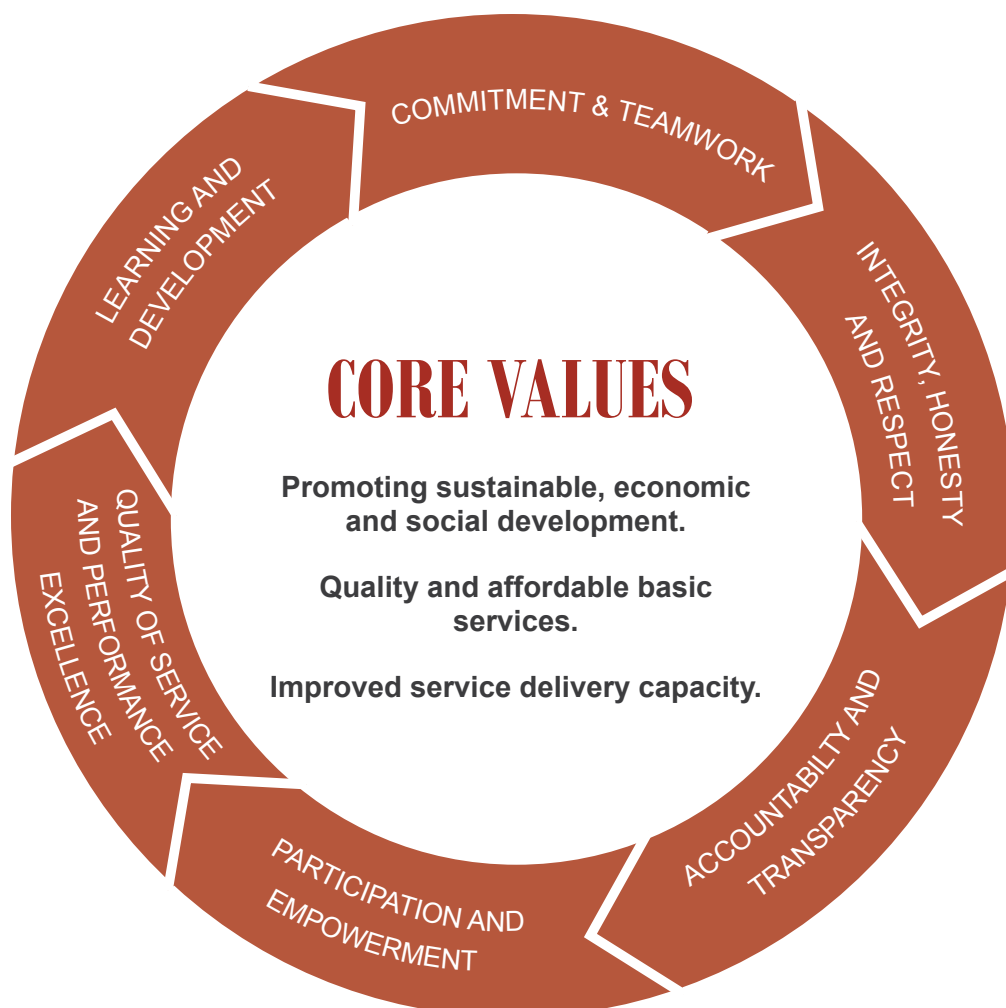 COMMITMENT & TEAMWORK
INTEGRITY, HONESTY
AND RESPECT
ACCOUNTABILTY AND
TRANSPARENCY
PARTICIPATION AND
EMPOWERMENT
QUALITY OF SERVICE
AND PERFORMANCE
EXCELLENCE
LEARNING AND
DEVELOPMENT
CORE VALUES
Promoting sustainable, economic
and social development.
Quality and affordable basic
services.
Improved service delivery capacity.